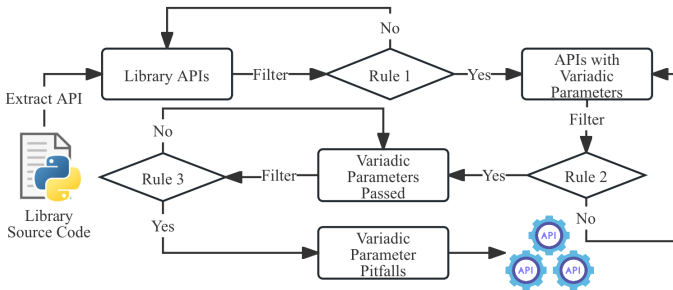 No
Library APIs
Filter
Rule 1
Yes
APIs with
Variadic
Parameters
Extract API
Filter
No
Rule 3
Filter
Variadic
Parameters
Passed
Yes
Rule 2
Library
Source Code
Yes
No
Variadic
Parameter
Pitfalls
API
API
API